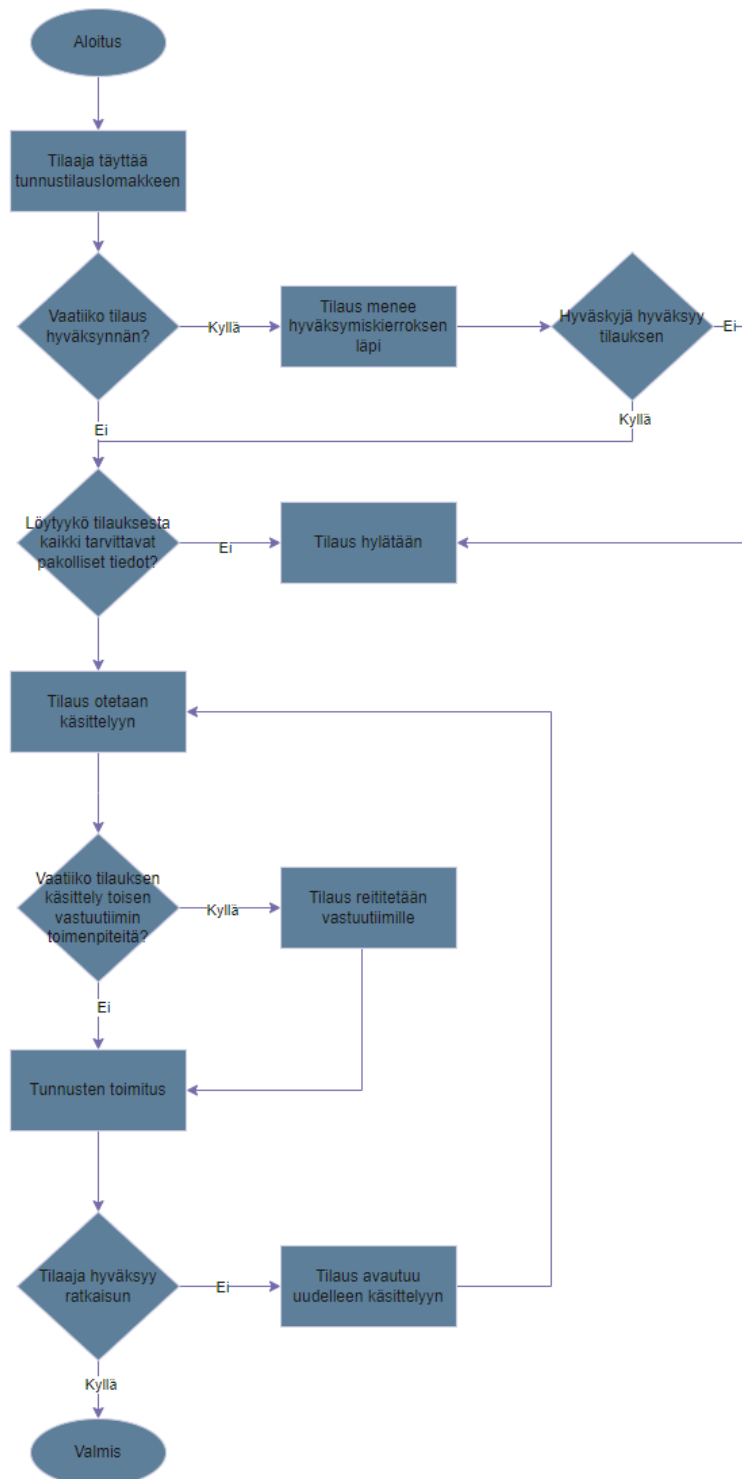 Aloitus
Tilaaja täyttää
tunnustilauslomakkeen
Vaatiiko tilaus
hyväksynnän?
Kyllä
Tilaus menee
hyväksymiskierroksen
läpi
Hyväskyjä hyväksyy
tilauksen
Ei
Ei
Kyllä
Löytyykö tilauksesta
kaikki tarvittavat
pakolliset tiedot?
Ei
Tilaus hylätään
Tilaus otetaan
käsittelyyn
Vaatiiko tilauksen
käsittely toisen
vastuutiimin
toimenpiteitä?
Kyllä
Tilaus reititetään
vastuutiimille
Ei
Tunnusten toimitus
Tilaaja hyväksyy
ratkaisun
Ei
Tilaus avautuu
uudelleen käsittelyyn
Kyllä
Valmis